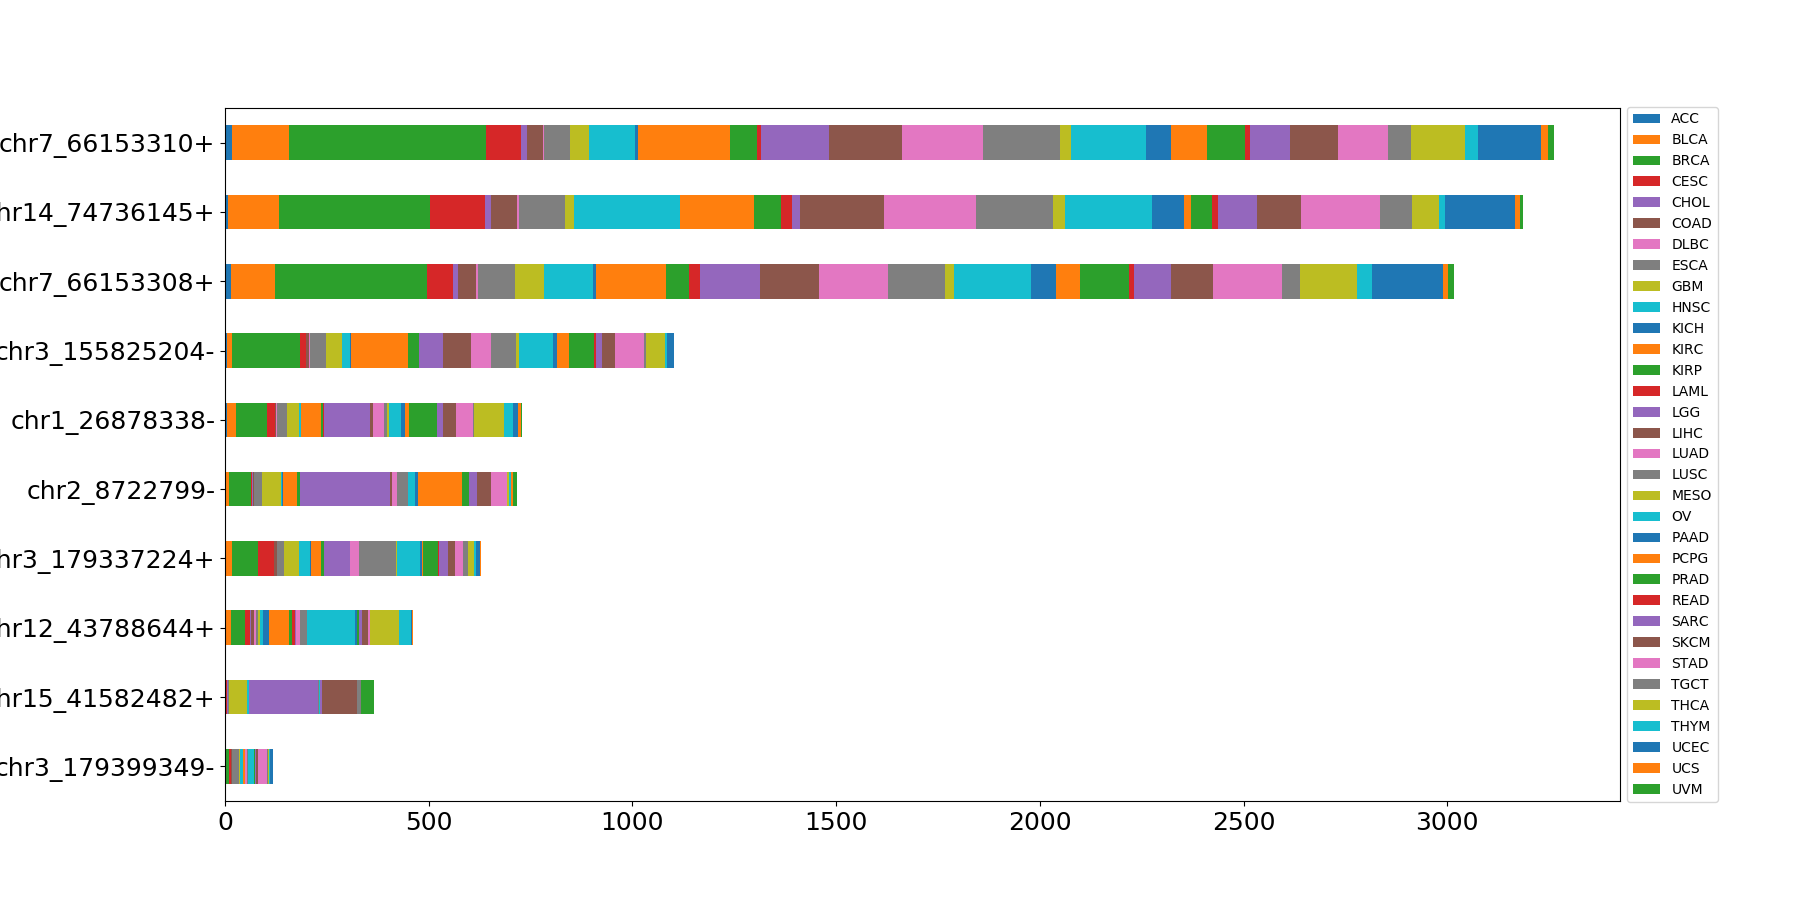 chr7_66153310+
hr14_74736145+
chr7_66153308+
chr3_155825204-
chr1_26878338-
chr2_8722799-
hr3_179337224+
hr12_43788644+
hr15_41582482+
chr3_179399349-
0 500 1000 1500 2000 2500 3000
ACC
BLCA
BRCA
CESC
CHOL
COAD
DLBC
ESCA
GBM
HNSC
KICH
KIRC
KIRP
LAML
LGG
LIHC
LUAD
LUSC
MESO
OV
PAAD
PCPG
PRAD
READ
SARC
SKCM
STAD
TGCT
THCA
THYM
UCEC
UCS
UVM